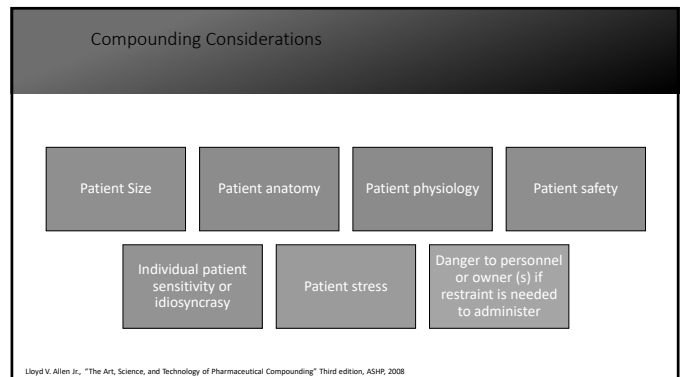 Compounding Considerations
Patient Size
Patient anatomy
Patient physiology
Patient safety
Individual patient
sensitivity or
idiosyncrasy
Patient stress
Danger to personnel
or owner (s) if
restraint is needed
to administer
Lloyd V. Allen Jr., "The Art, Science, and Technology of Pharmaceutical Compounding" Third edition, ASHP, 2008